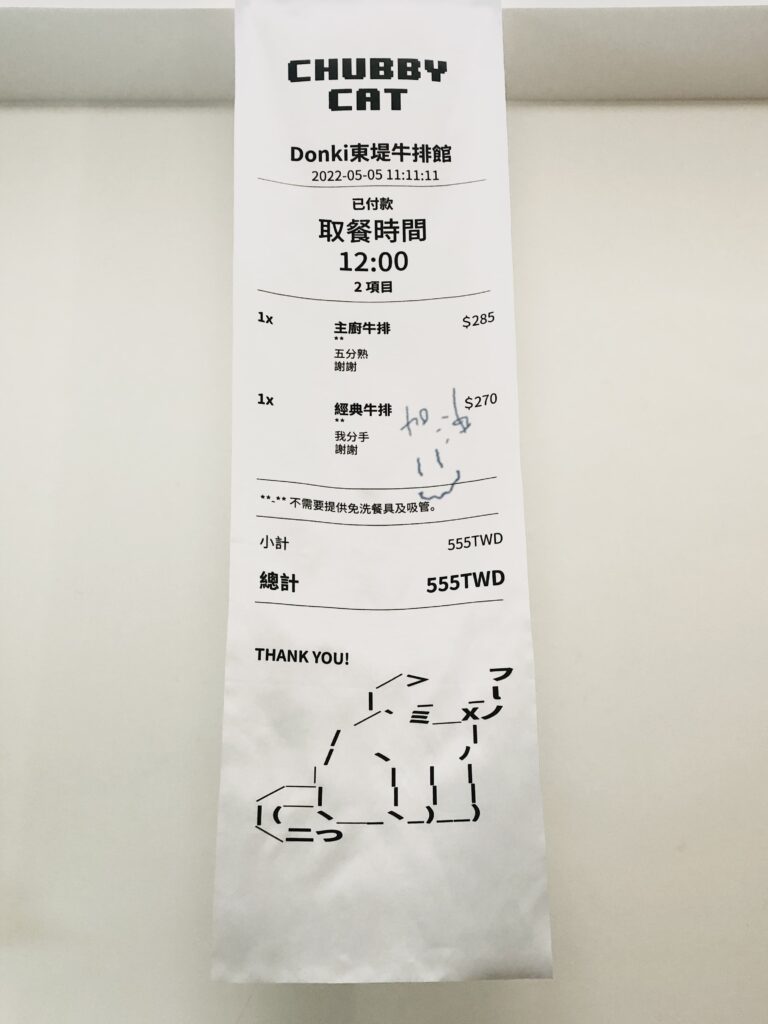 CHUBBY
CAT
Donki東堤牛排館
2022-05-05 11:11:11
已付款
取餐時間
12:00
2 項目
1x 主廚牛排 $285
**
五分熟
謝謝
1x 經典牛排 $270
**
我分手
謝謝
加油
**-** 不需要提供免洗餐具及吸管。
小計 555TWD
總計 555TWD
THANK YOU!